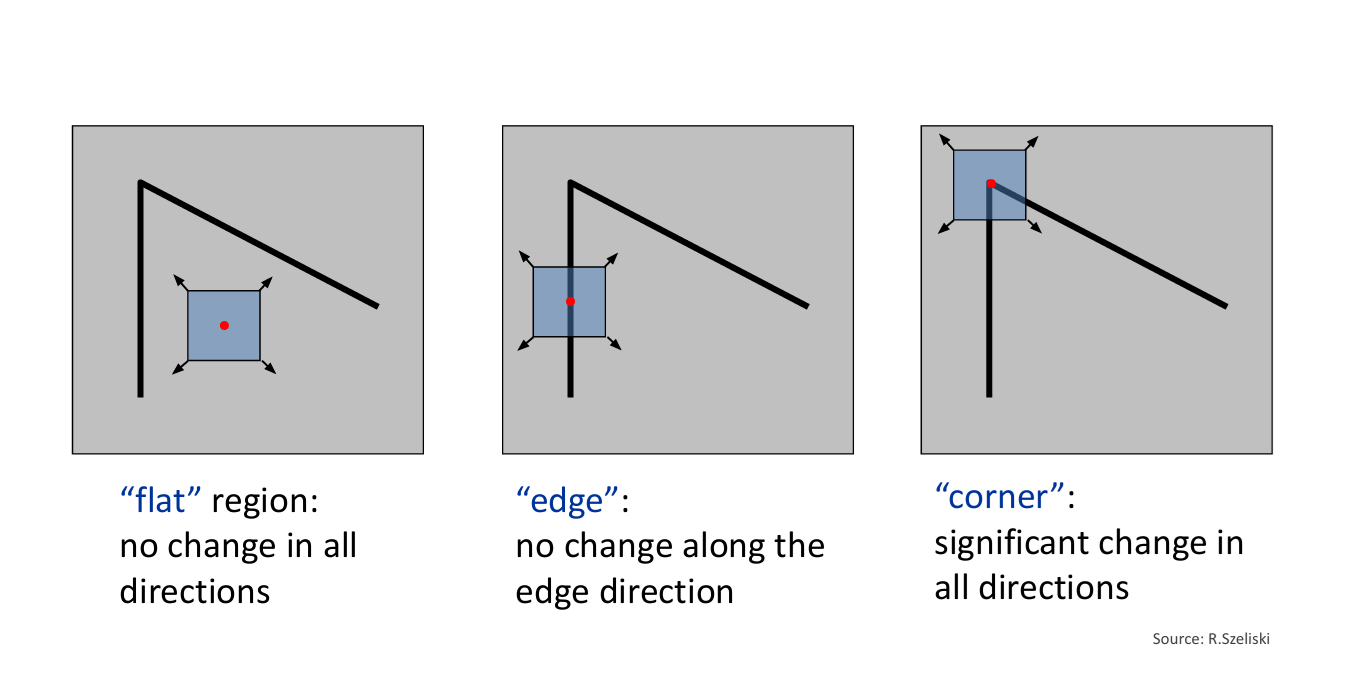 “flat” region:
no change in all
directions
“edge”:
no change along the
edge direction
“corner”:
significant change in
all directions
Source: R.Szeliski